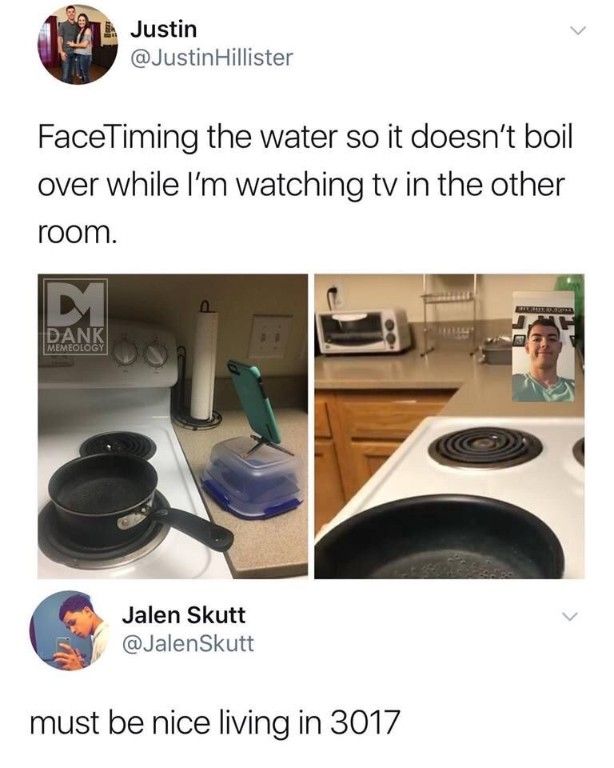 Justin
@JustinHillister
FaceTiming the water so it doesn't boil
over while I'm watching tv in the other
room.
DANK
MEMEOLOGY
Jalen Skutt
@JalenSkutt
must be nice living in 3017